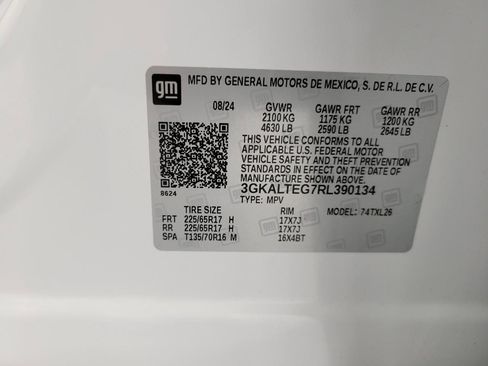 gm
MFD BY GENERAL MOTORS DE MEXICO, S. DE R.L. DE C.V.
08/24 GVWR GAWR FRT GAWR RR
2100 KG 1175 KG 1200 KG
4630 LB 2590 LB 2645 LB
THIS VEHICLE CONFORMS TO ALL
APPLICABLE U.S. FEDERAL MOTOR
VEHICLE SAFETY AND THEFT PREVENTION
STANDARDS IN EFFECT ON THE DATE OF
MANUFACTURE SHOWN ABOVE.
3GKALTEG7RL390134
8624 TYPE: MPV
TIRE SIZE RIM MODEL: 74TXL26
FRT 225/65R17 H 17X7J
RR 225/65R17 H 17X7J
SPA T135/70R16 M 16X4BT